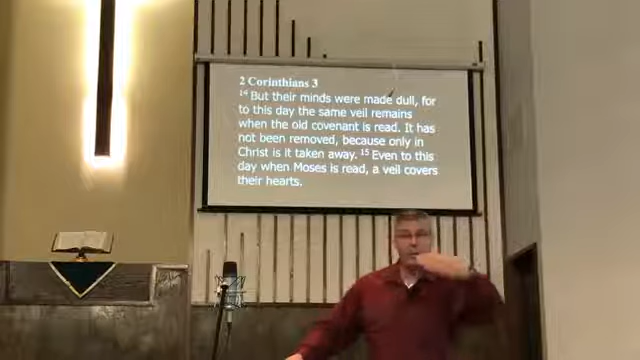 2 Corinthians 3
14 But their minds were made dull, for
to this day the same veil remains
when the old covenant is read. It has
not been removed, because only in
Christ is it taken away. 15 Even to this
day when Moses is read, a veil covers
their hearts.